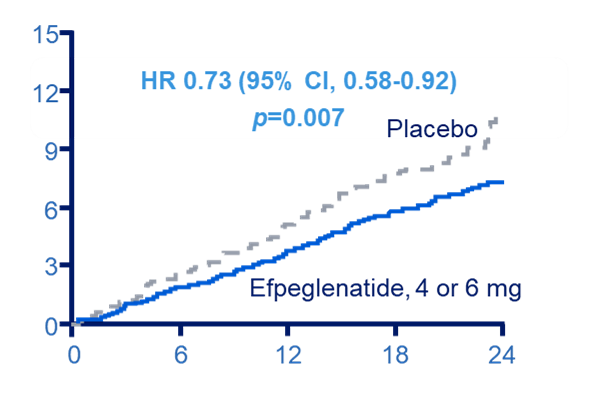 15
12
9
6
3
0
HR 0.73 (95% CI, 0.58-0.92)
p=0.007
Placebo
Efpeglenatide, 4 or 6 mg
0 6 12 18 24